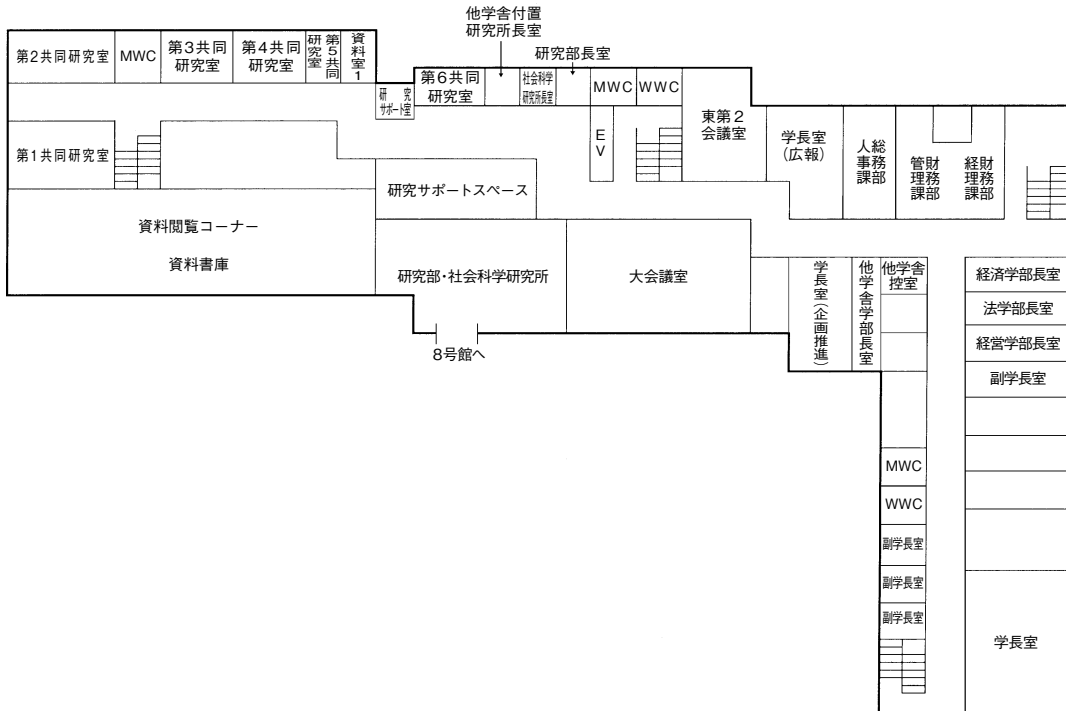 他学舎付置
研究所長室
研究部長室
第2共同研究室
MWC
第3共同
研究室
第4共同
研究室
第5共同
研究室
資料室1
研究
サポート室
第6共同
研究室
社会科学
研究所長室
MWC
WWC
東第2
会議室
EV
学長室
(広報)
総務部
人事課
財務部
管理課
財務部
経理課
第1共同研究室
研究サポートスペース
資料閲覧コーナー
資料書庫
研究部・社会科学研究所
大会議室
学長室(企画推進)
他学舎学部長室
他学舎
控室
経済学部長室
法学部長室
経営学部長室
副学長室
8号館へ
MWC
WWC
副学長室
副学長室
副学長室
学長室